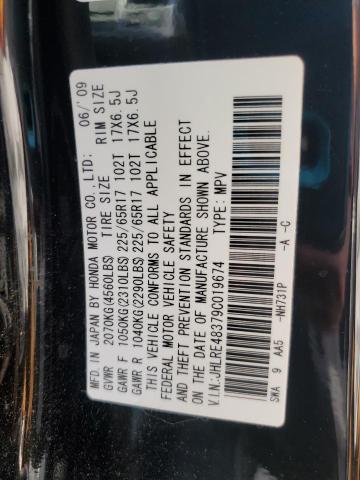 MFD. IN JAPAN BY HONDA MOTOR CO., LTD: 06/'09
GVWR 2070KG(4560LBS) TIRE SIZE RIM SIZE
GAWR F 1050KG(2310LBS) 225/65R17 102T 17X6.5J
GAWR R 1040KG(2290LBS) 225/65R17 102T 17X6.5J
THIS VEHICLE CONFORMS TO ALL APPLICABLE
FEDERAL MOTOR VEHICLE SAFETY
AND THEFT PREVENTION STANDARDS IN EFFECT
ON THE DATE OF MANUFACTURE SHOWN ABOVE.
V.I.N:JHLRE48379C019674 TYPE: MPV
SWA 9 AA5 -NH731P -A -C